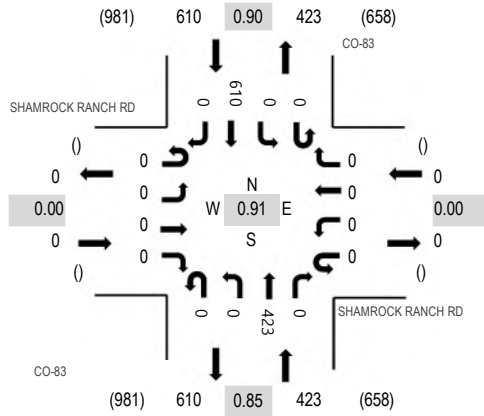 (981) 610 0.90 423 (658)
CO-83
0 610 0 0
SHAMROCK RANCH RD
() ()
0 0 0 0
0.00 0 N 0 0.00
W 0.91 E
0 0 0 0
S
() 0 0 ()
0 0 423 0
SHAMROCK RANCH RD
CO-83
(981) 610 0.85 423 (658)